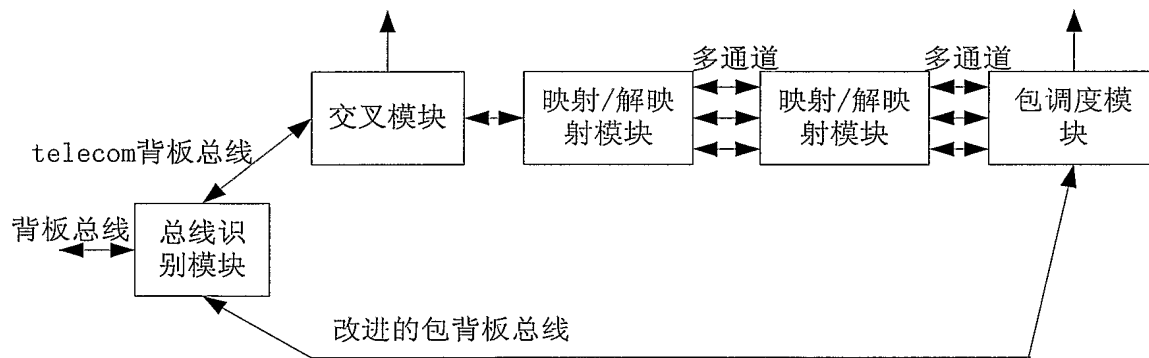 多通道
多通道
交叉模块
映射/解映
射模块
映射/解映
射模块
包调度模
块
telecom背板总线
背板总线
总线识
别模块
改进的包背板总线